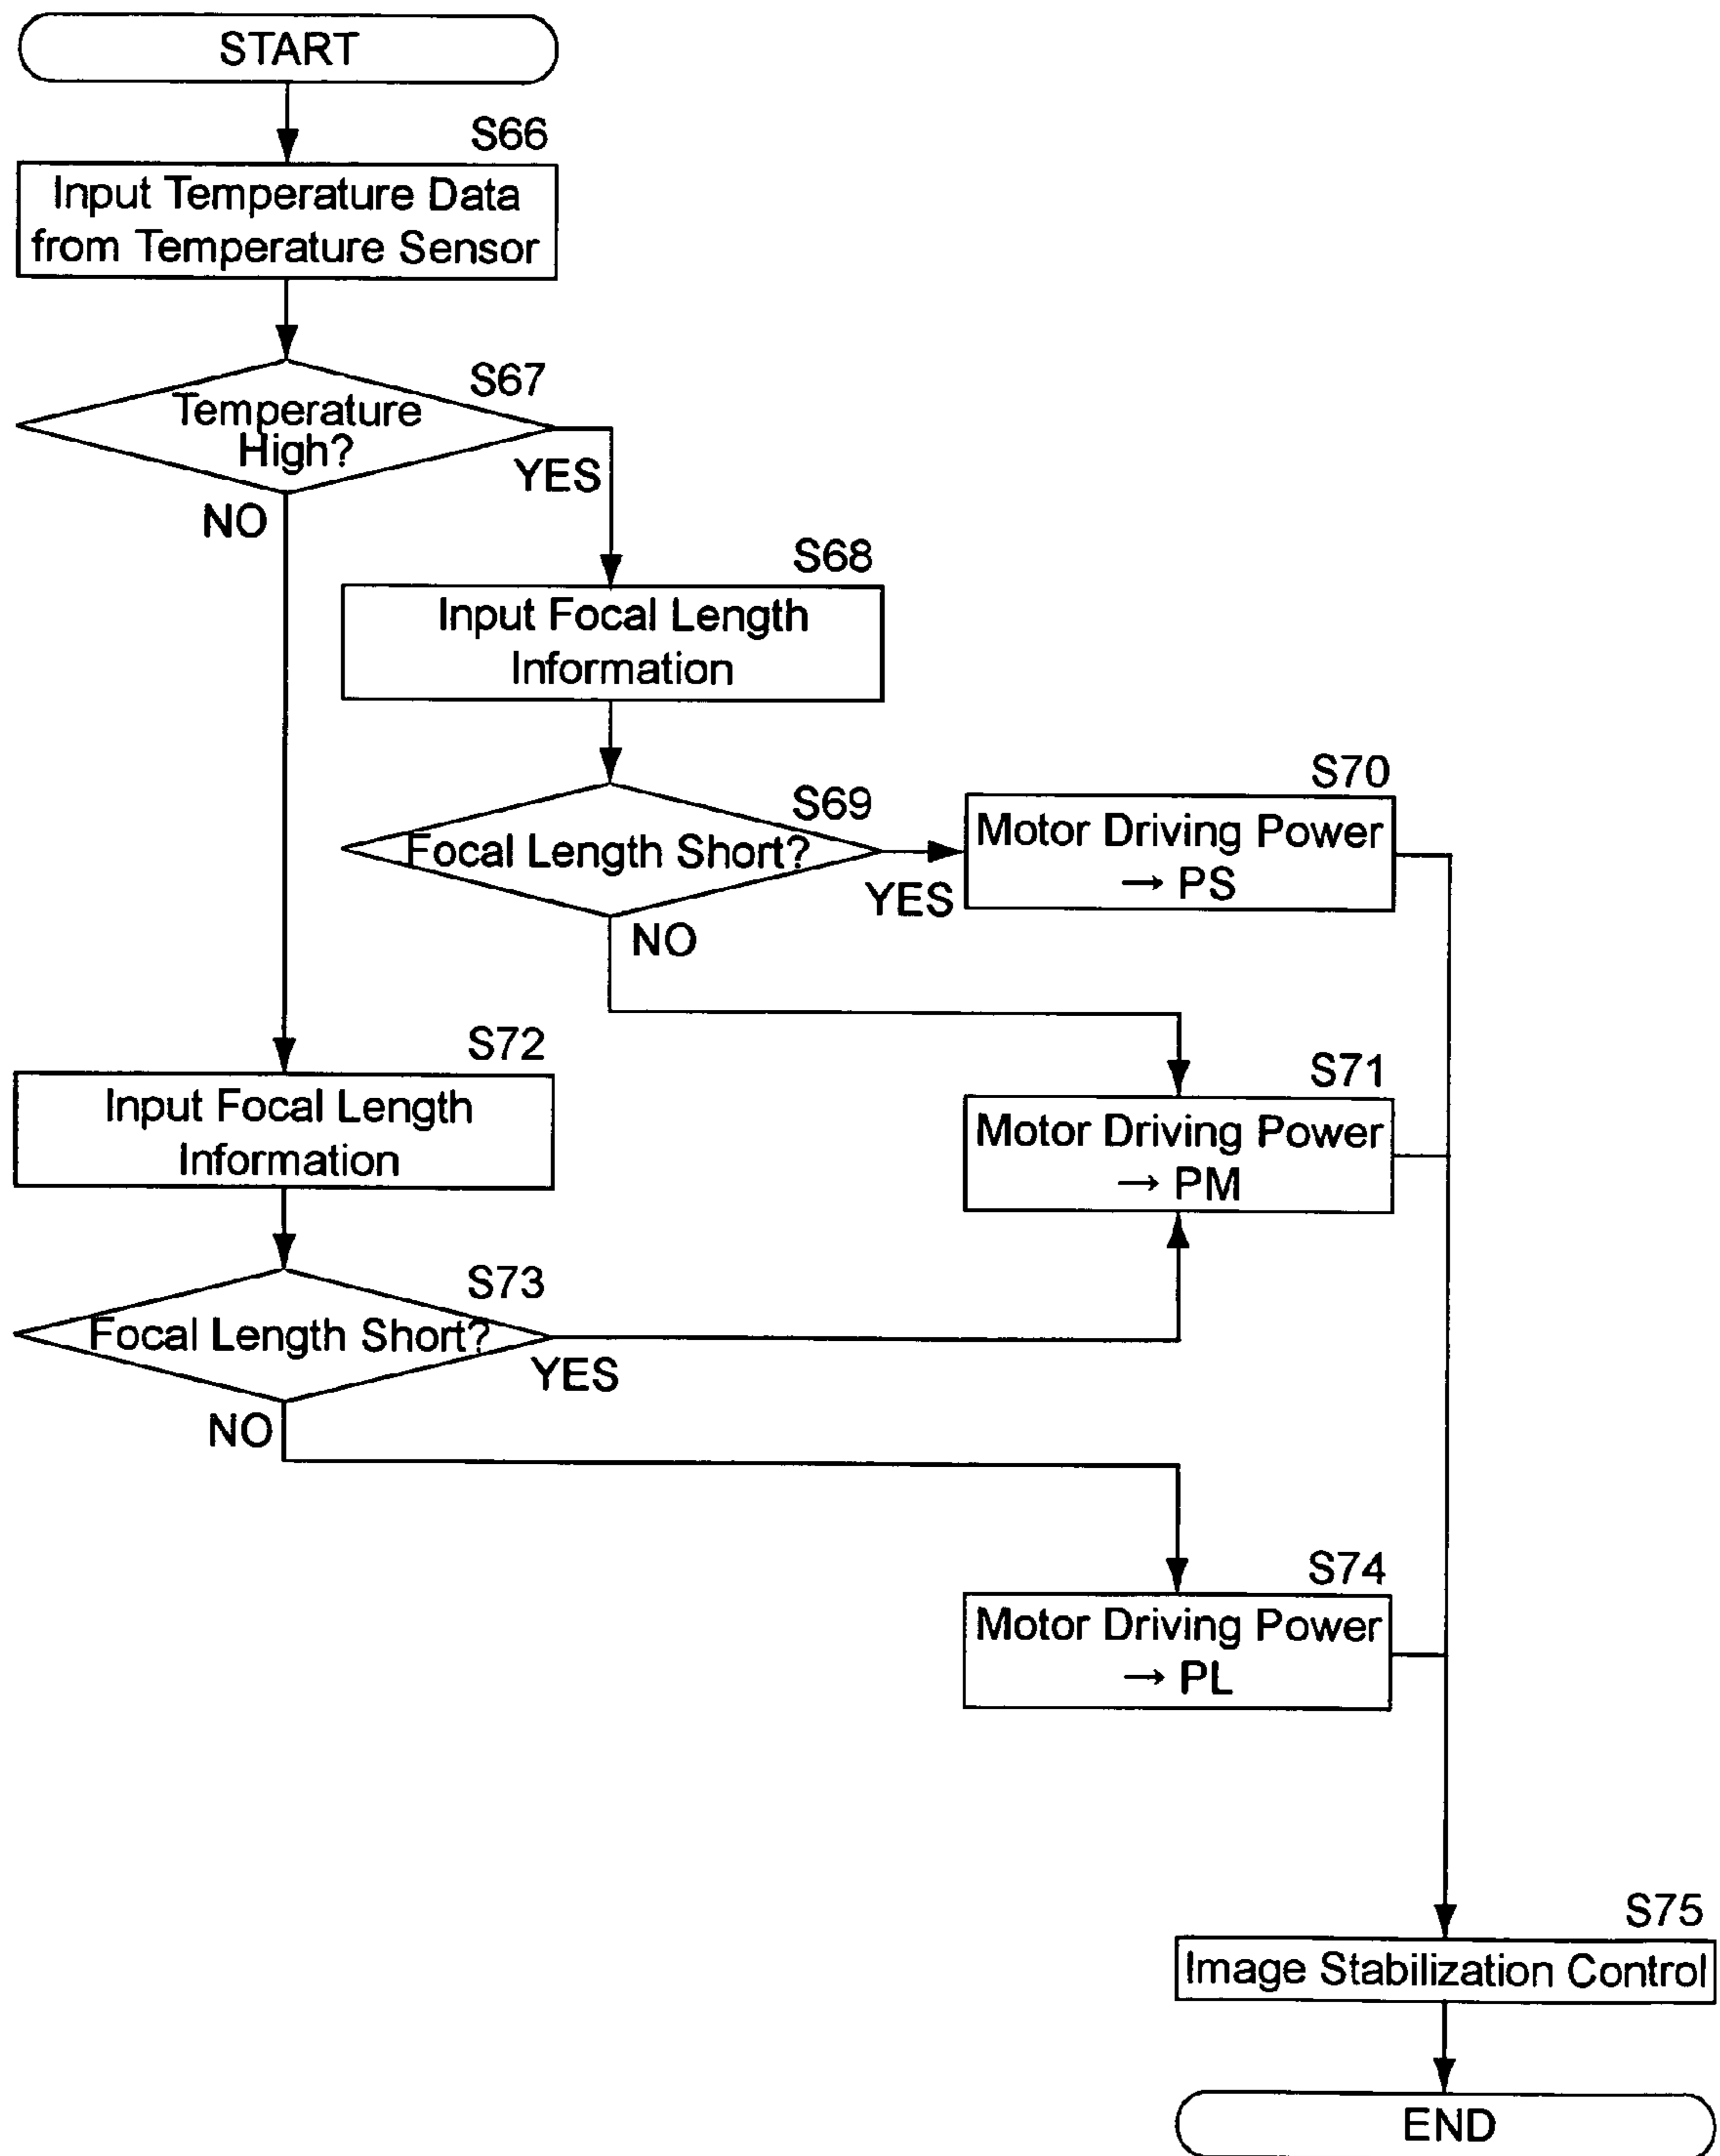 START
S66
Input Temperature Data
from Temperature Sensor
S67
Temperature
High?
YES
NO
S68
Input Focal Length
Information
S69
Focal Length Short?
YES
NO
S70
Motor Driving Power
→ PS
S71
Motor Driving Power
→ PM
S72
Input Focal Length
Information
S73
Focal Length Short?
YES
NO
S74
Motor Driving Power
→ PL
S75
Image Stabilization Control
END